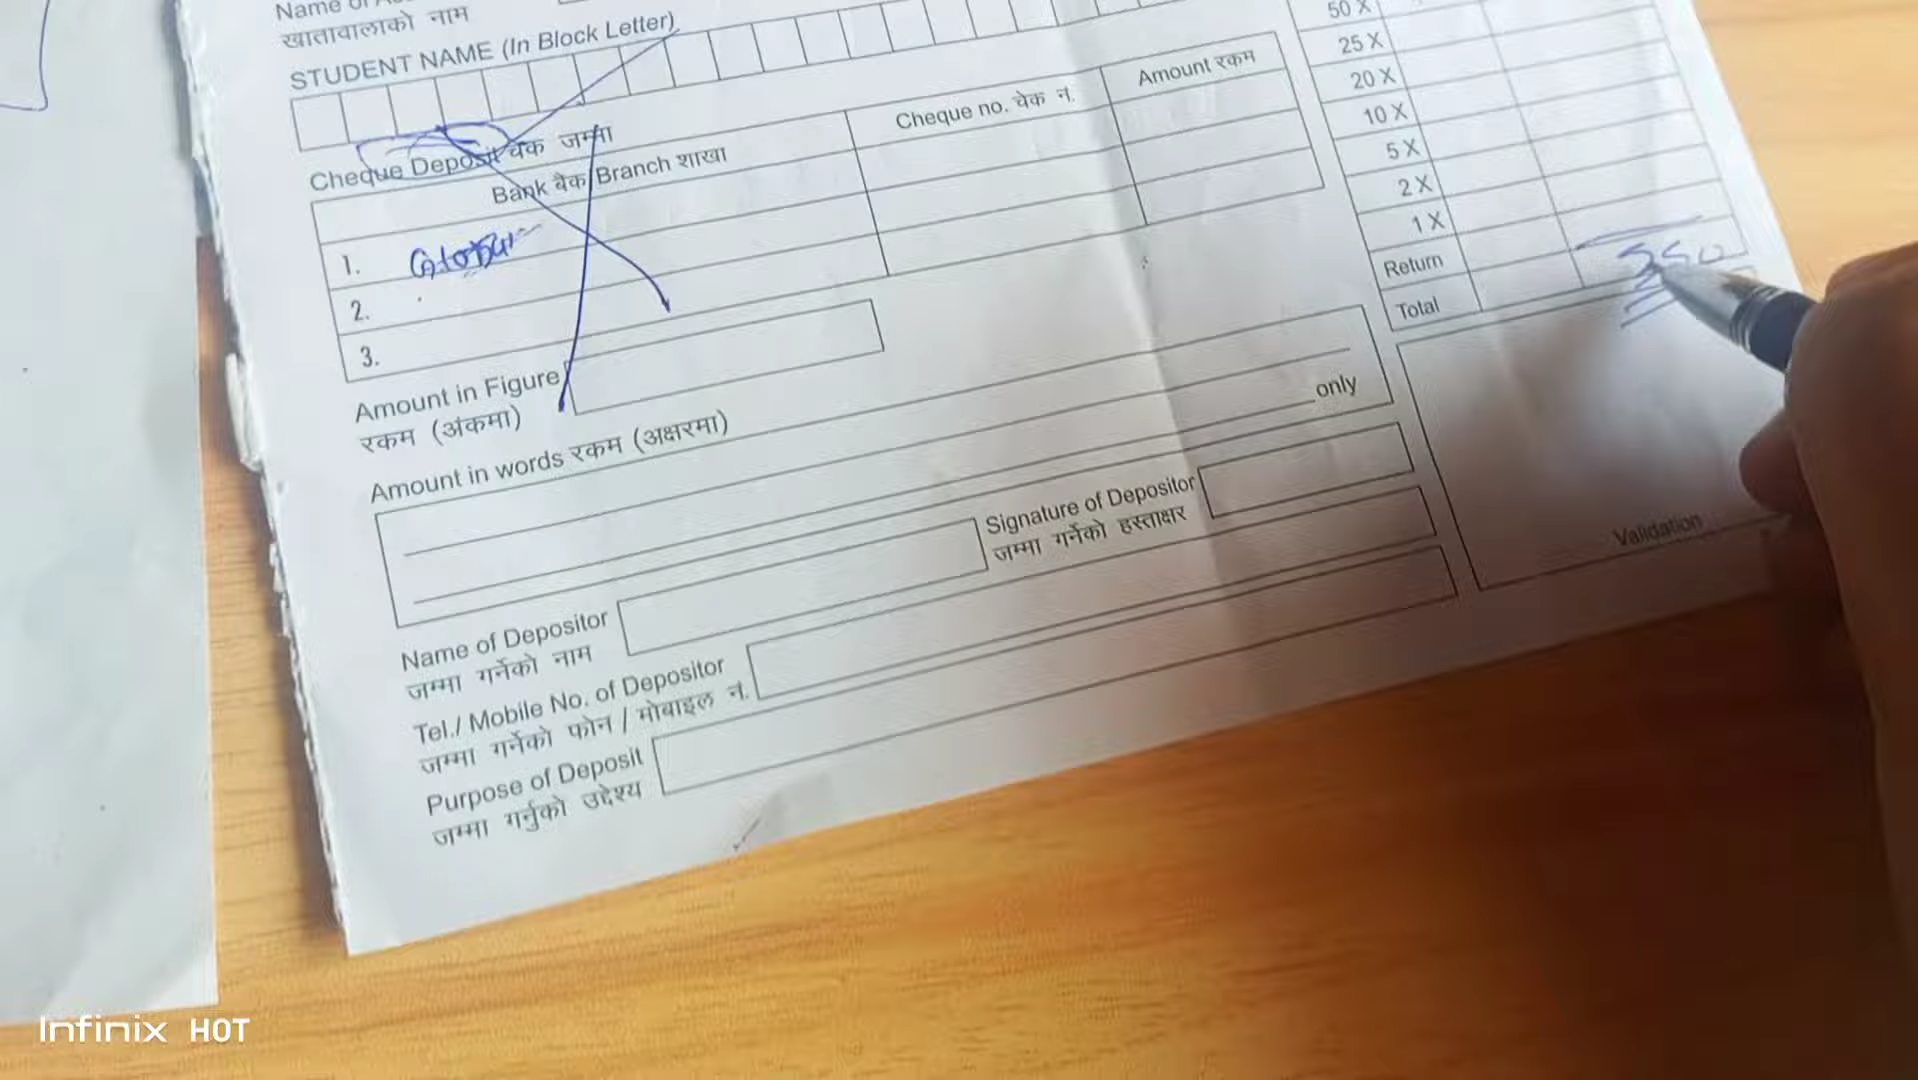 Name of
खातावालाको नाम
STUDENT NAME (In Block Letter)
Cheque Deposit चेक जम्मा
Bank बैंक/Branch शाखा
Cheque no. चेक नं.
Amount रकम
1.
2.
3.
Amount in Figure
रकम (अंकमा)
Amount in words रकम (अक्षरमा)
only
Name of Depositor
जम्मा गर्नेको नाम
Signature of Depositor
जम्मा गर्नेको हस्ताक्षर
Tel./ Mobile No. of Depositor
जम्मा गर्नेको फोन / मोबाइल नं.
Purpose of Deposit
जम्मा गर्नुको उद्देश्य
50 X
25 X
20 X
10 X
5 X
2 X
1 X
Return
550
Total
Validation
Infinix HOT